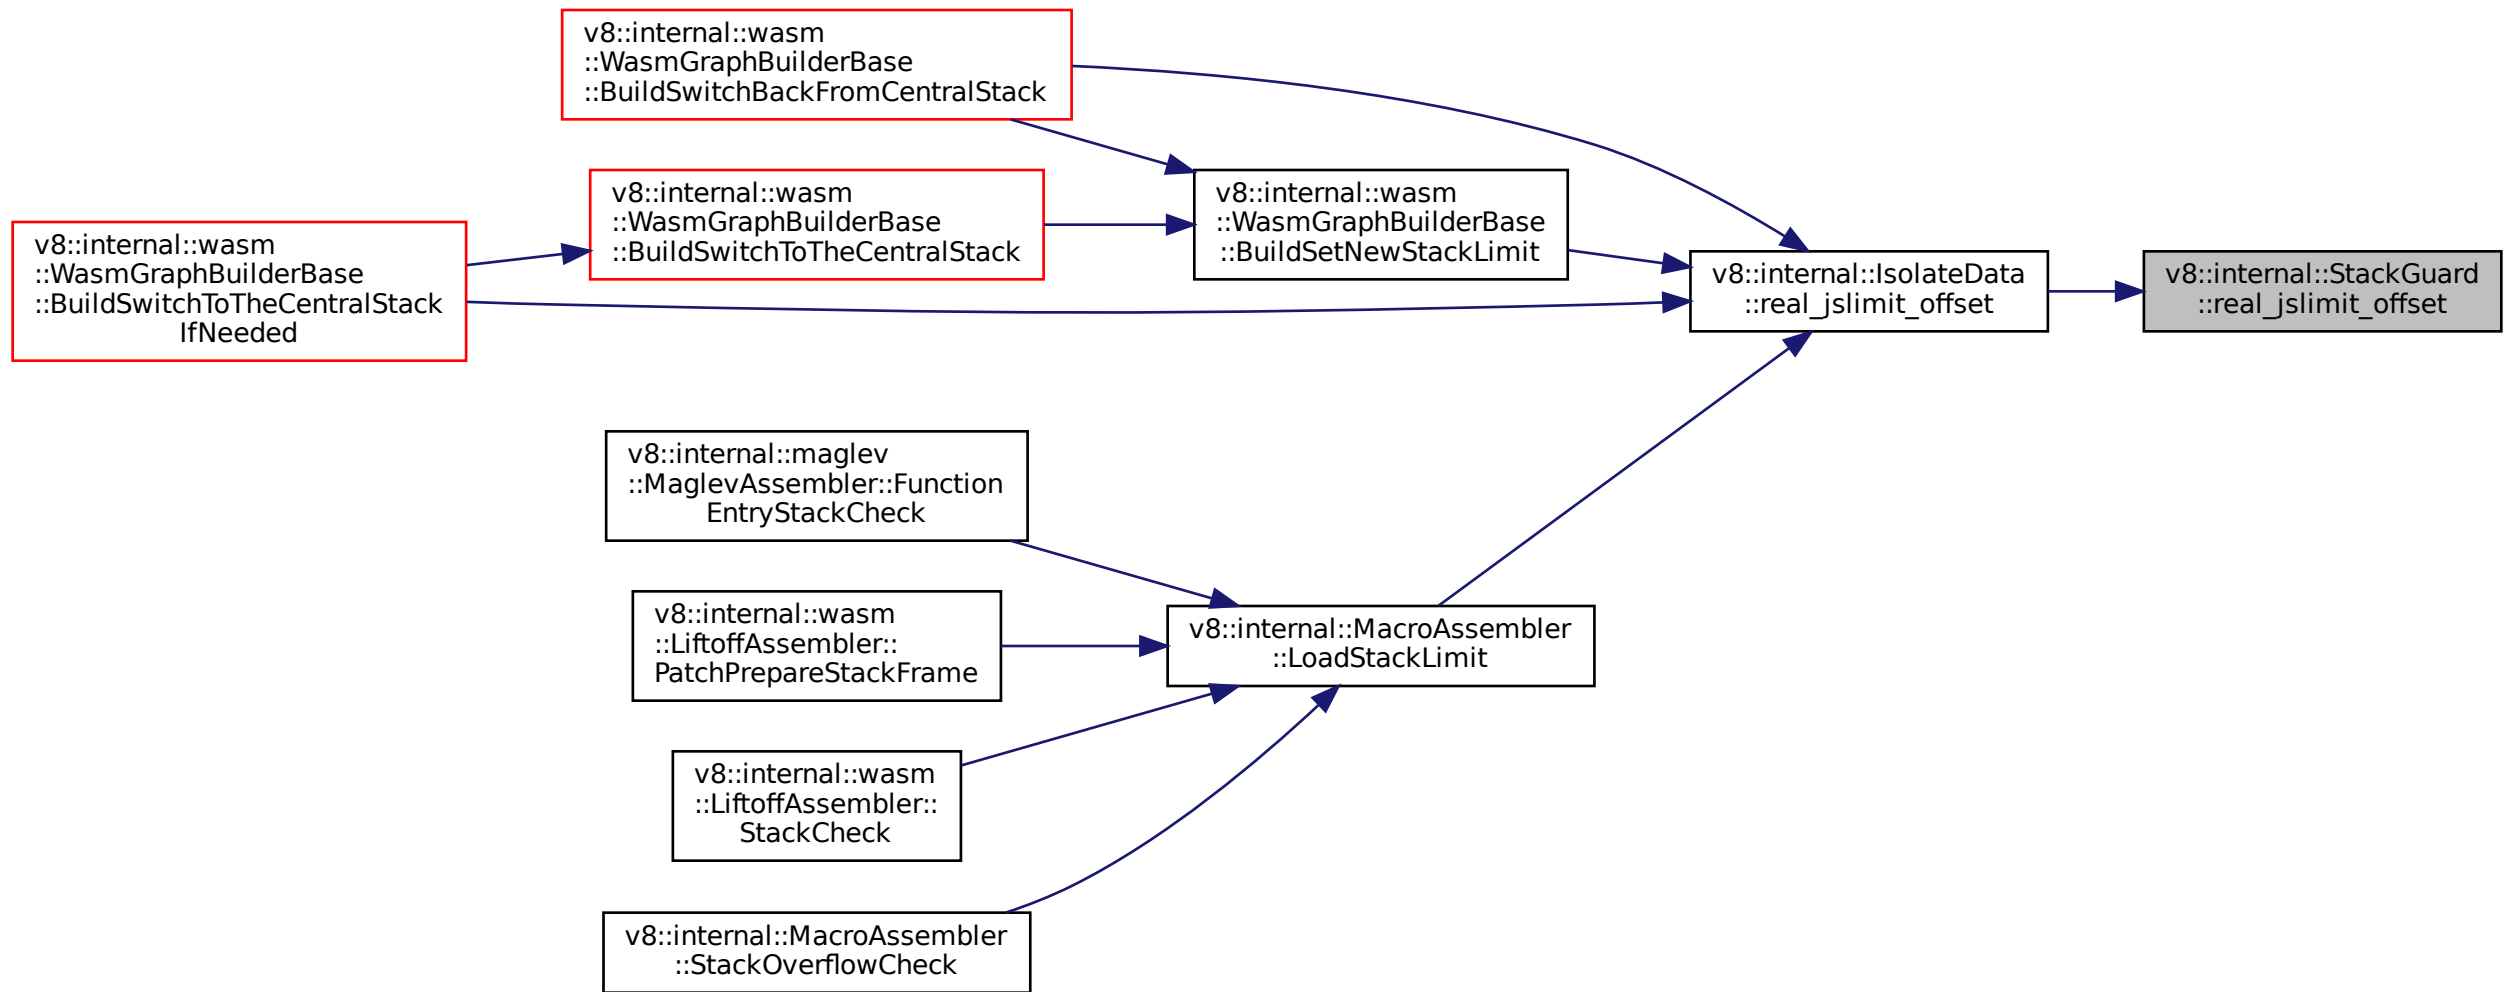 v8::internal::wasm
::WasmGraphBuilderBase
::BuildSwitchBackFromCentralStack
v8::internal::wasm
::WasmGraphBuilderBase
::BuildSwitchToTheCentralStack
v8::internal::wasm
::WasmGraphBuilderBase
::BuildSetNewStackLimit
v8::internal::wasm
::WasmGraphBuilderBase
::BuildSwitchToTheCentralStack
IfNeeded
v8::internal::IsolateData
::real_jslimit_offset
v8::internal::StackGuard
::real_jslimit_offset
v8::internal::maglev
::MaglevAssembler::Function
EntryStackCheck
v8::internal::wasm
::LiftoffAssembler::
PatchPrepareStackFrame
v8::internal::MacroAssembler
::LoadStackLimit
v8::internal::wasm
::LiftoffAssembler::
StackCheck
v8::internal::MacroAssembler
::StackOverflowCheck